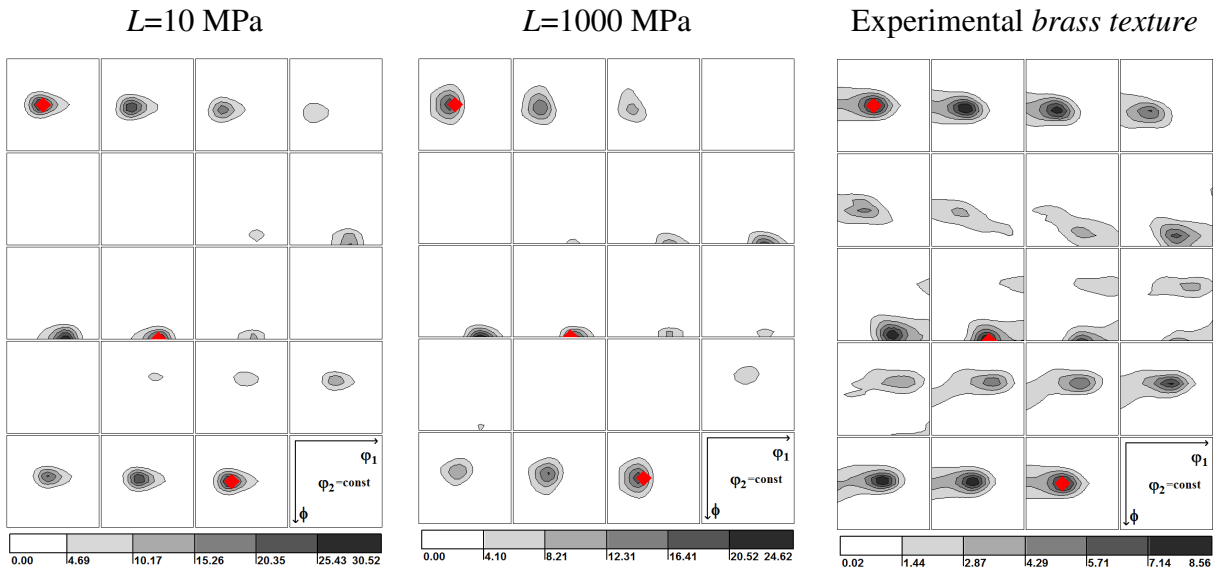 L=10 MPa L=1000 MPa Experimental brass texture
φ₁ φ₁ φ₁
φ₂=const φ₂=const φ₂=const
ϕ ϕ ϕ
0.00 4.69 10.17 15.26 20.35 25.43 30.52 0.00 4.10 8.21 12.31 16.41 20.52 24.62 0.02 1.44 2.87 4.29 5.71 7.14 8.56